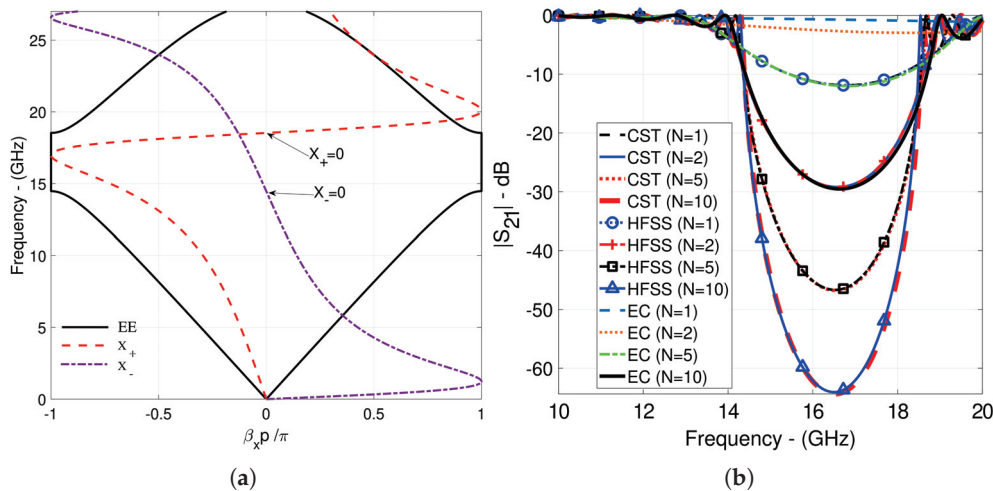 25
20
15
10
5
0
Frequency - (GHz)
X₊=0
X₋=0
EE
X₊
X₋
-1
-0.5
0
0.5
1
βₓp /π
(a)
0
-10
-20
-30
-40
-50
-60
|S₂₁| - dB
CST (N=1)
CST (N=2)
CST (N=5)
CST (N=10)
HFSS (N=1)
HFSS (N=2)
HFSS (N=5)
HFSS (N=10)
EC (N=1)
EC (N=2)
EC (N=5)
EC (N=10)
10
12
14
16
18
20
Frequency - (GHz)
(b)